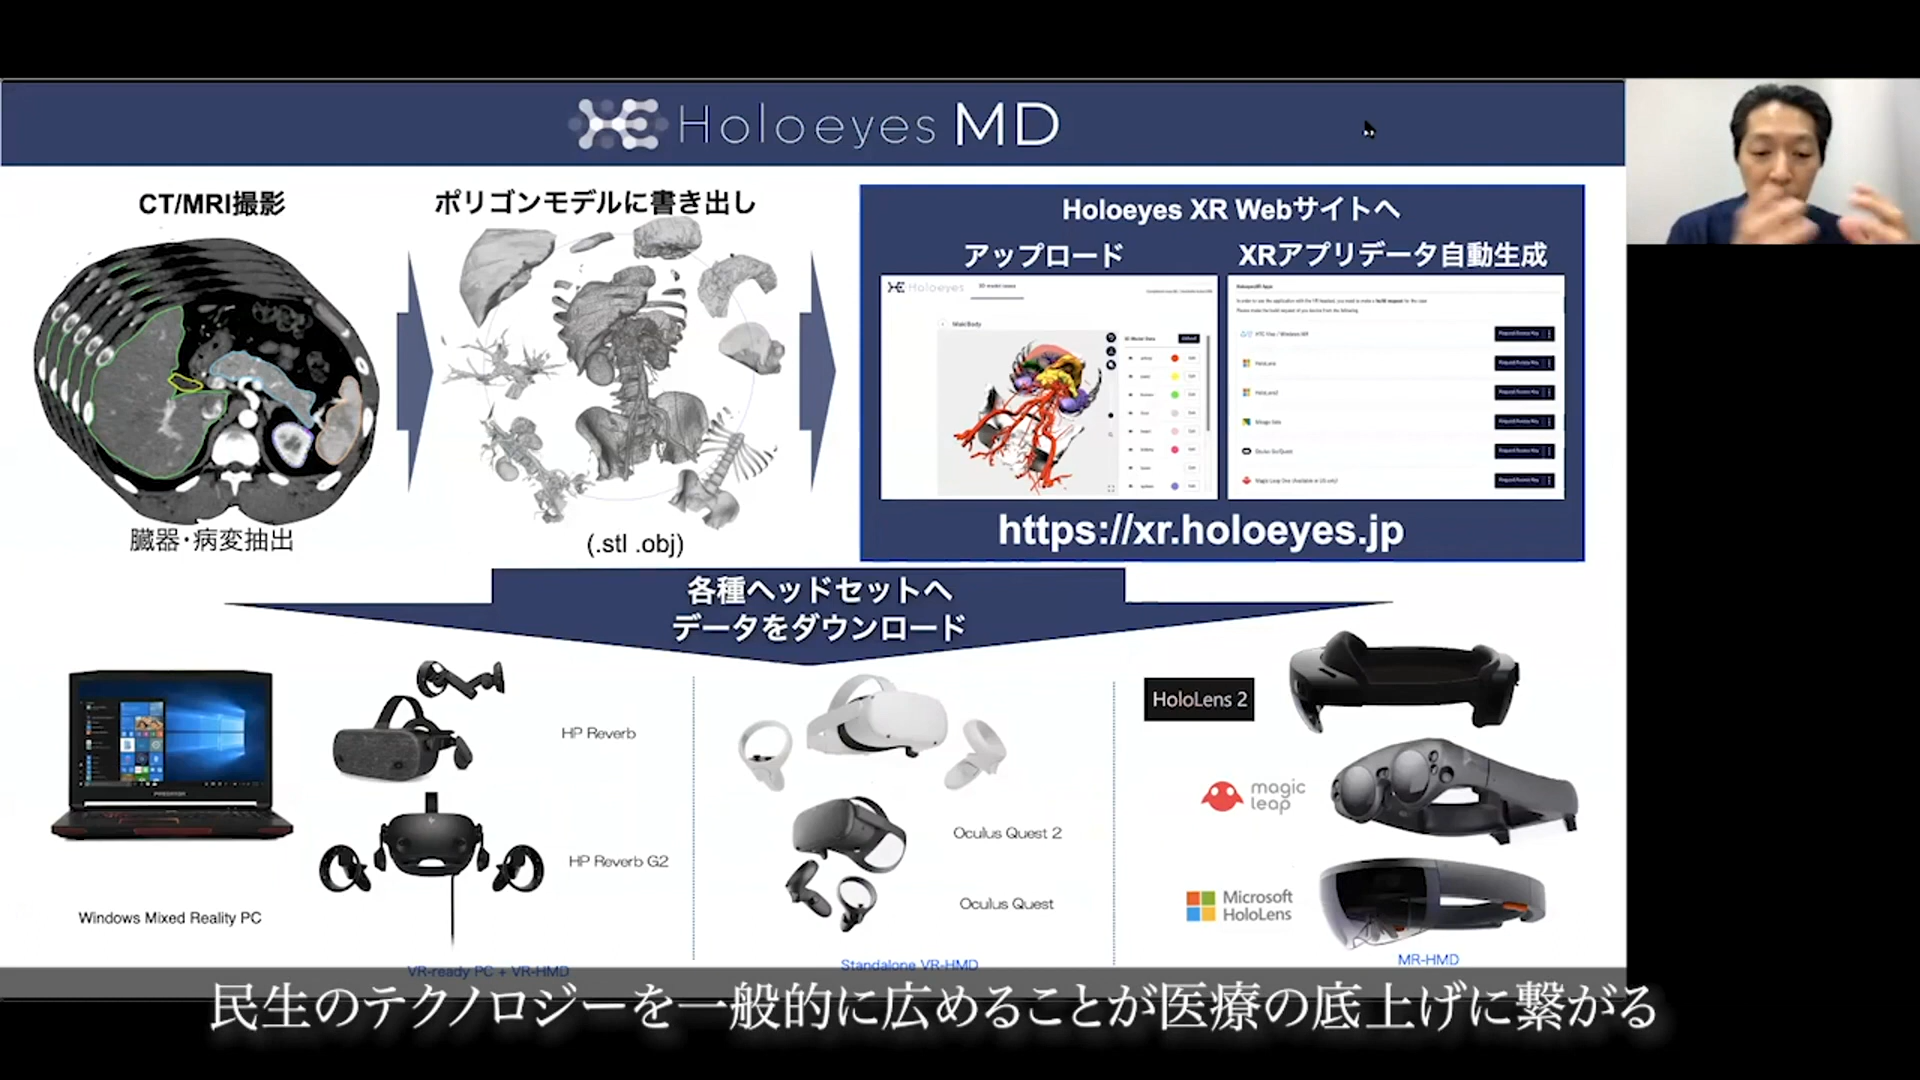 Holoeyes MD
CT/MRI撮影
臓器・病変抽出
ポリゴンモデルに書き出し
(.stl .obj)
Holoeyes XR Webサイトへ
アップロード
XRアプリデータ自動生成
Holoeyes
https://xr.holoeyes.jp
各種ヘッドセットへ
データをダウンロード
Windows Mixed Reality PC
HP Reverb
HP Reverb G2
VR-ready PC + VR-HMD
Oculus Quest 2
Oculus Quest
Standalone VR-HMD
HoloLens 2
magic
leap
Microsoft
HoloLens
MR-HMD
民生のテクノロジーを一般的に広めることが医療の底上げに繋がる